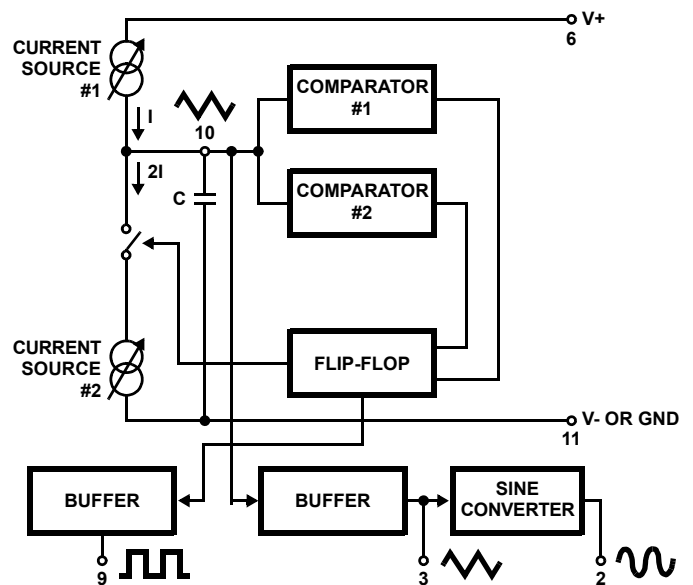 V+
6
CURRENT
SOURCE
#1
I
10
COMPARATOR
#1
2I
C
COMPARATOR
#2
CURRENT
SOURCE
#2
FLIP-FLOP
V- OR GND
11
BUFFER
BUFFER
SINE
CONVERTER
9
3
2